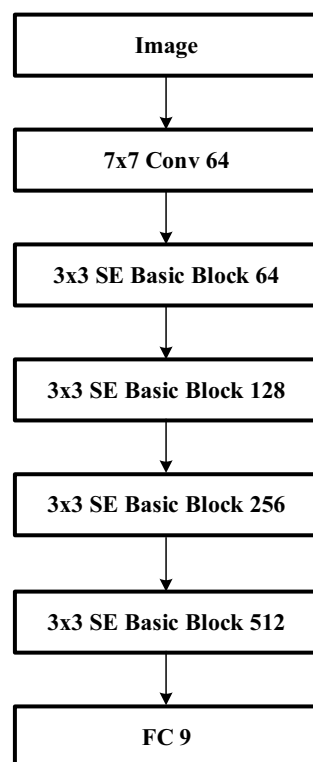 Image
7x7 Conv 64
3x3 SE Basic Block 64
3x3 SE Basic Block 128
3x3 SE Basic Block 256
3x3 SE Basic Block 512
FC 9